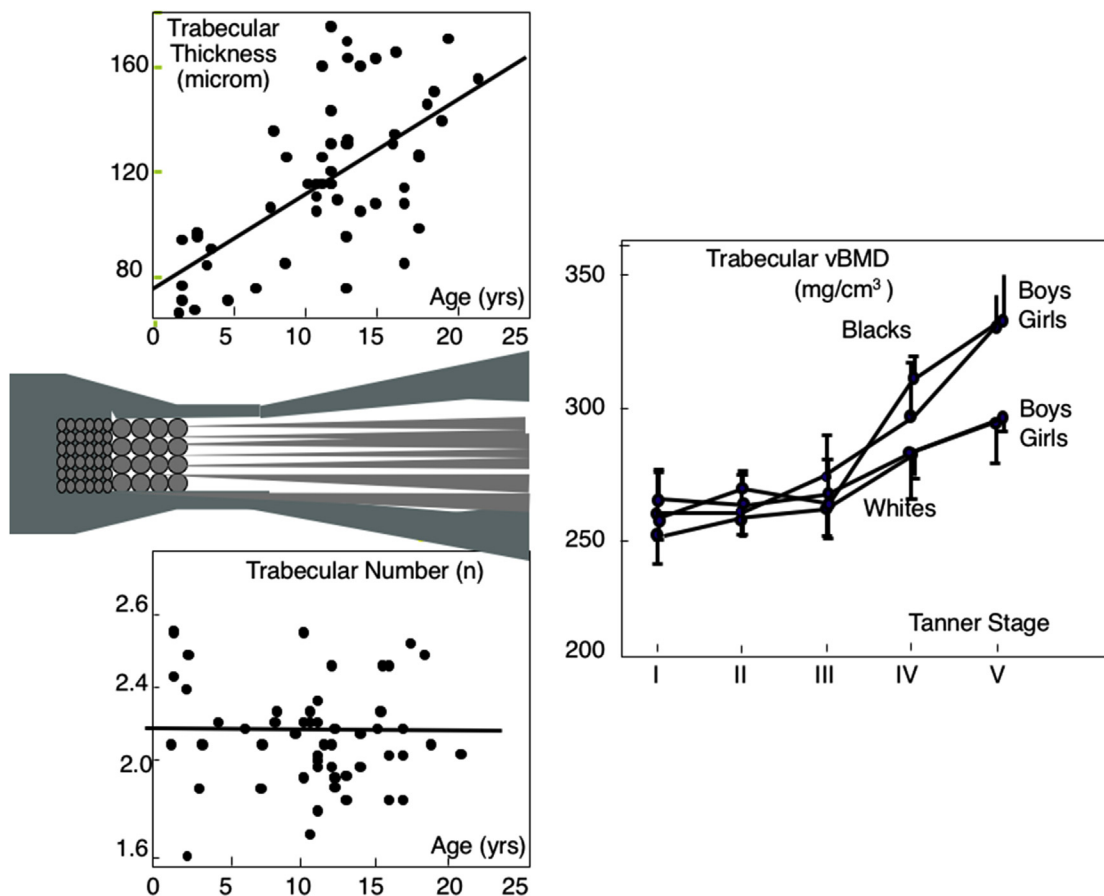 Trabecular
Thickness
(microm)
160
120
80
Age (yrs)
0 5 10 15 20 25
Trabecular Number (n)
2.6
2.4
2.0
1.6
Age (yrs)
0 5 10 15 20 25
Trabecular vBMD
(mg/cm³)
350
300
250
200
Blacks
Boys
Girls
Boys
Girls
Whites
Tanner Stage
I II III IV V